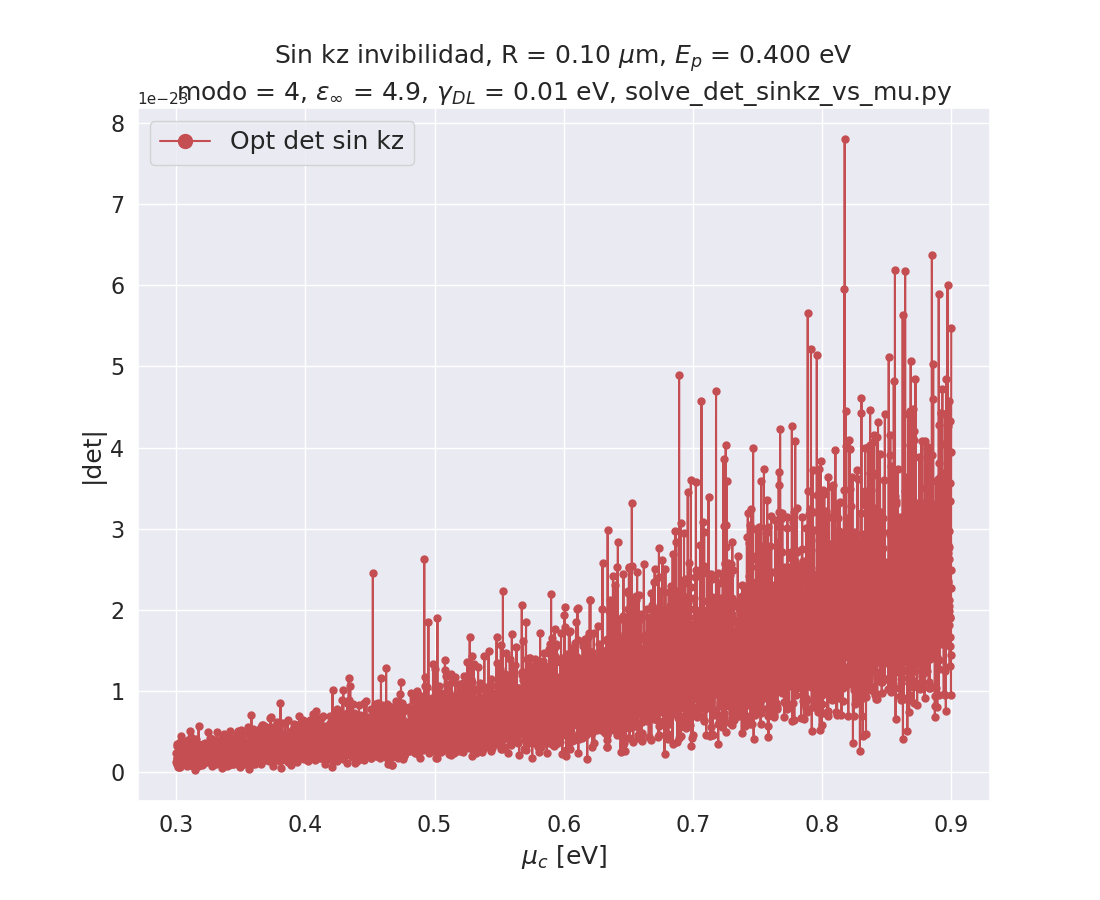 Sin kz invibilidad, R = 0.10 μm, E_p = 0.400 eV
modo = 4, ε_∞ = 4.9, γ_DL = 0.01 eV, solve_det_sinkz_vs_mu.py
Opt det sin kz
8
7
6
5
4
3
2
1
0
|det|
0.3 0.4 0.5 0.6 0.7 0.8 0.9
μ_c [eV]